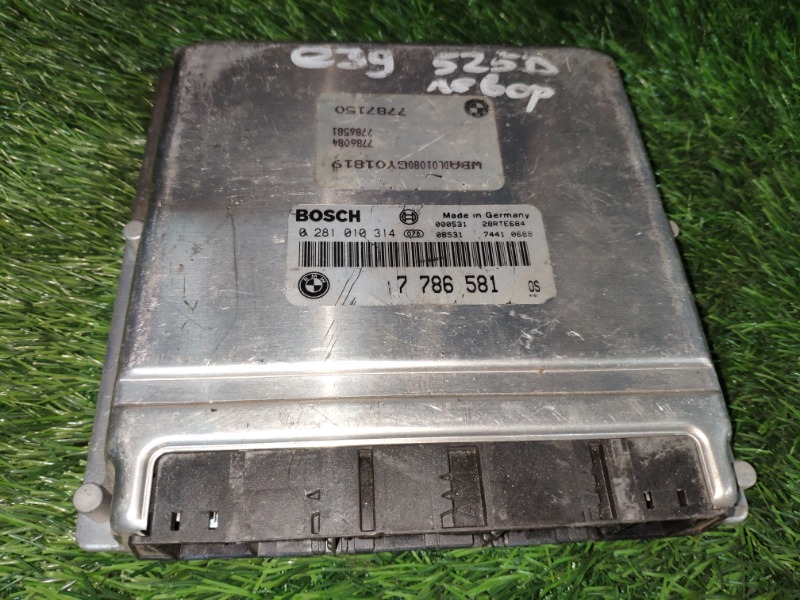 e39 525D
левор
7787150
7786581
7786084
WBADL01080GY01819
BOSCH Made in Germany
0 281 010 314 000531 28RTE684
08531 7441 0688
BMW 7 786 581 OS